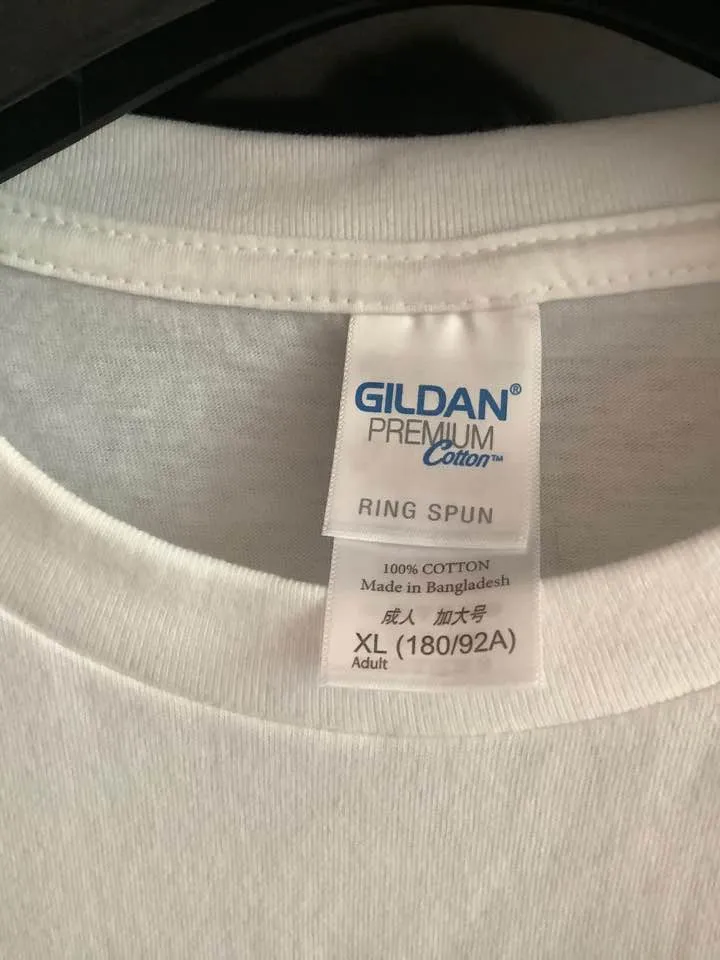 GILDAN®
PREMIUM
Cotton™
RING SPUN
100% COTTON
Made in Bangladesh
成人 加大号
XL (180/92A)
Adult